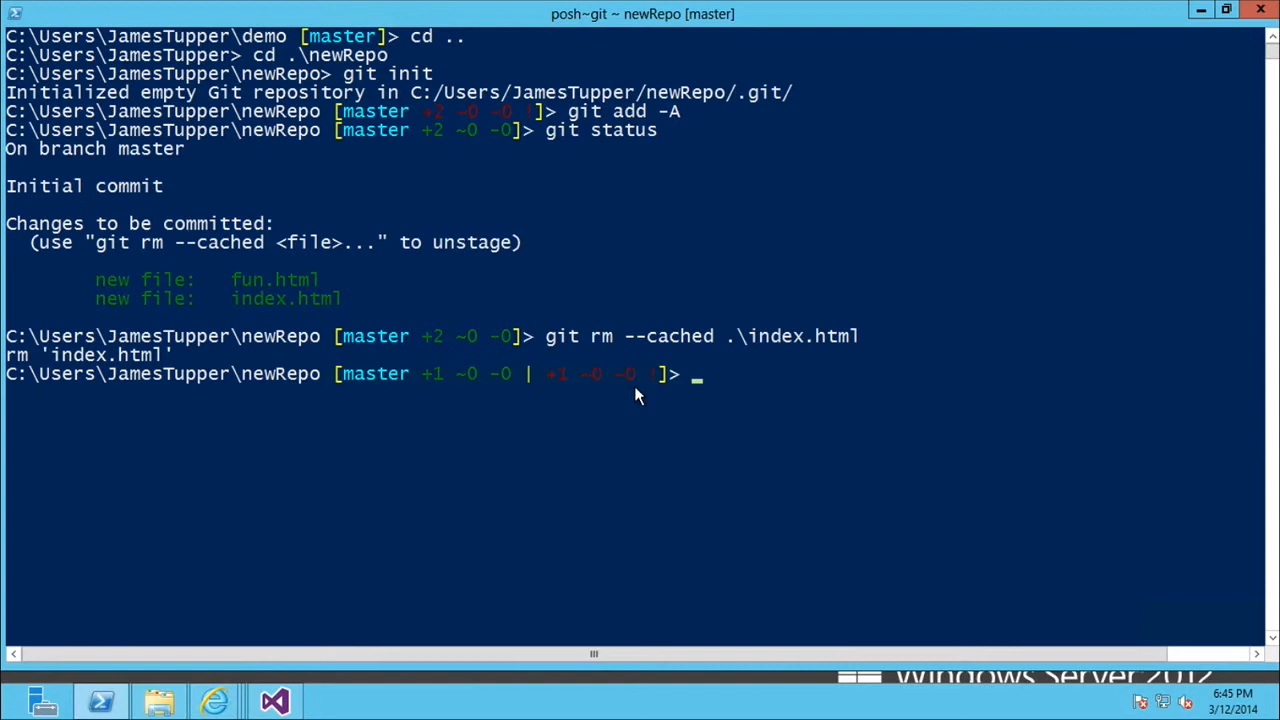 posh~git ~ newRepo [master]
C:\Users\JamesTupper\demo [master]> cd ..
C:\Users\JamesTupper> cd .\newRepo
C:\Users\JamesTupper\newRepo> git init
Initialized empty Git repository in C:/Users/JamesTupper/newRepo/.git/
C:\Users\JamesTupper\newRepo [master +2 ~0 -0 !]> git add -A
C:\Users\JamesTupper\newRepo [master +2 ~0 -0]> git status
On branch master
Initial commit
Changes to be committed:
(use "git rm --cached <file>..." to unstage)
new file: fun.html
new file: index.html
C:\Users\JamesTupper\newRepo [master +2 ~0 -0]> git rm --cached .\index.html
rm 'index.html'
C:\Users\JamesTupper\newRepo [master +1 ~0 -0 | +1 ~0 -0 !]> _
Windows Server 2012
6:45 PM
3/12/2014